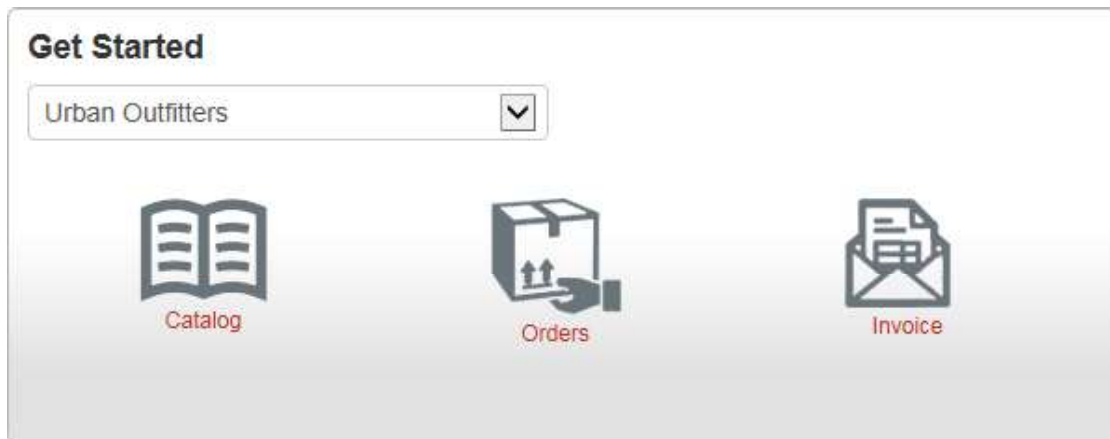 Get Started
Urban Outfitters
Catalog
Orders
Invoice